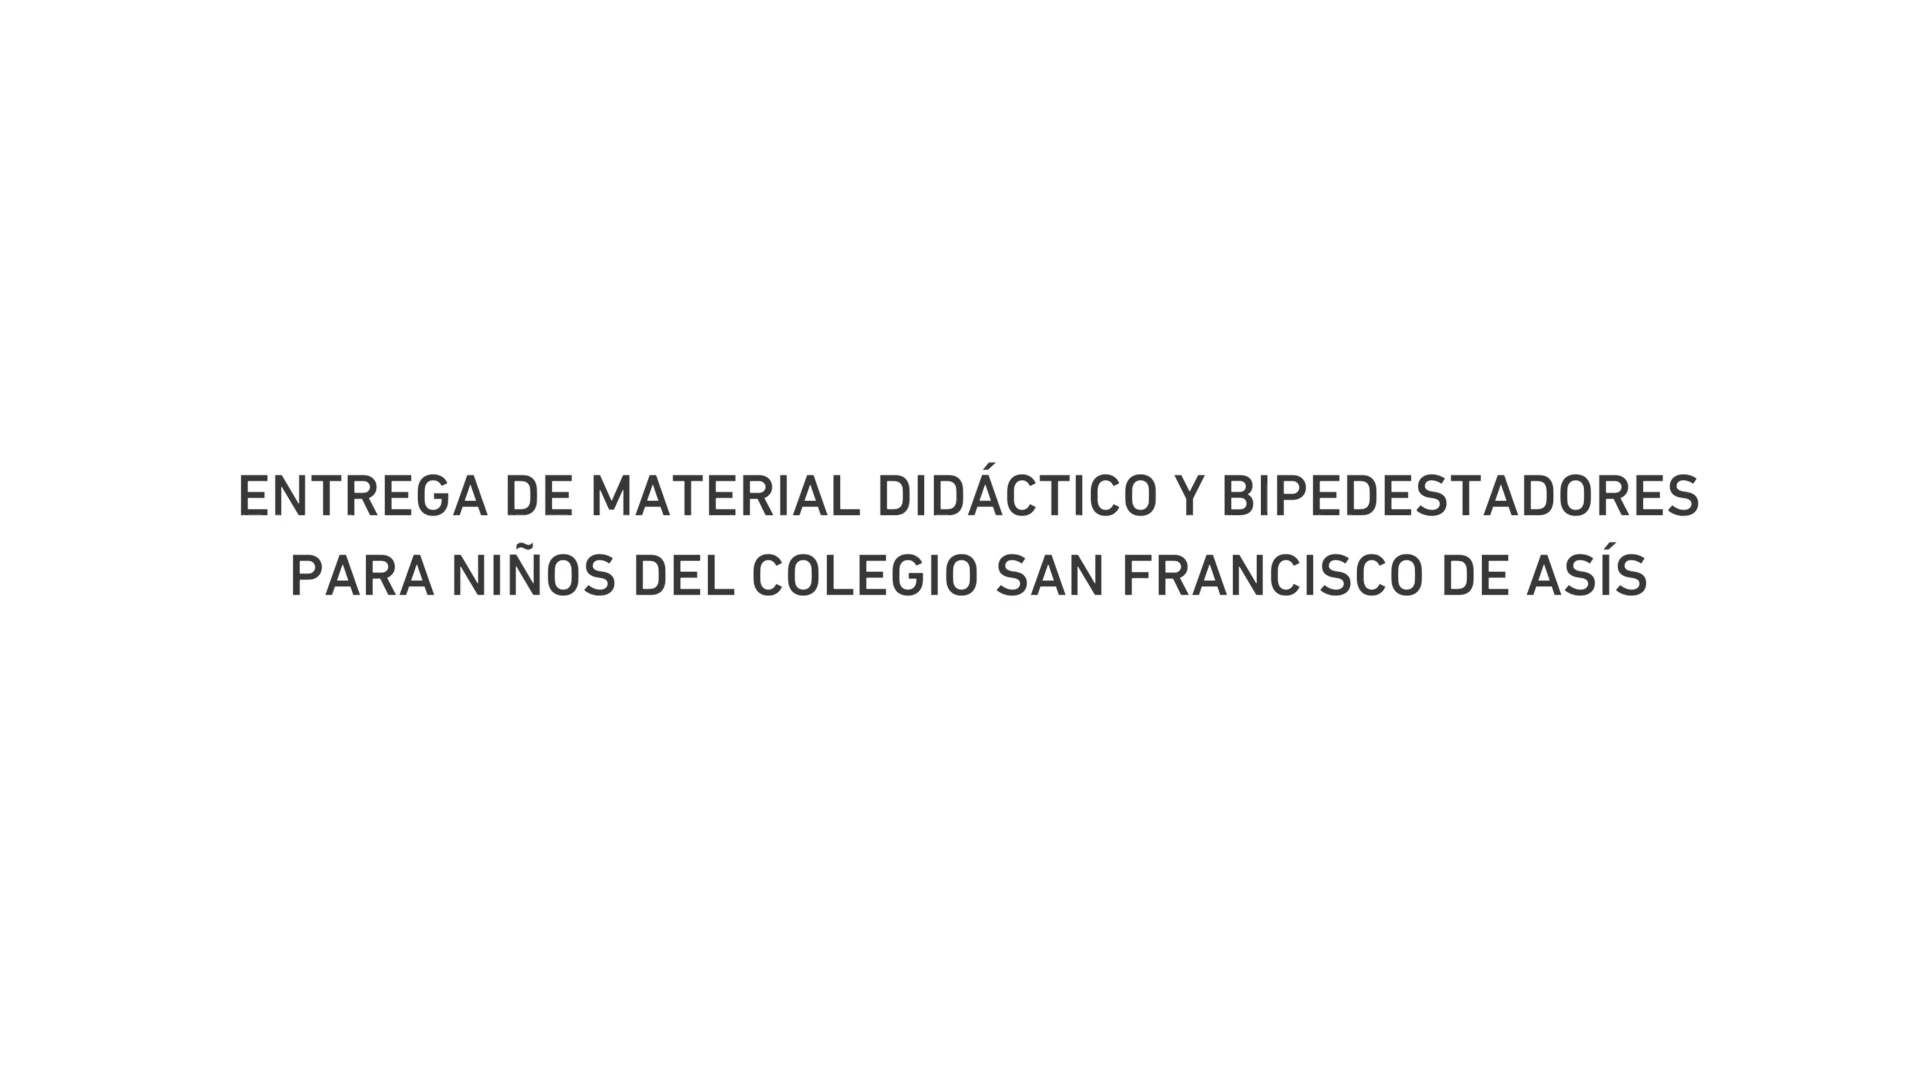 ENTREGA DE MATERIAL DIDÁCTICO Y BIPEDESTADORES
PARA NIÑOS DEL COLEGIO SAN FRANCISCO DE ASÍS